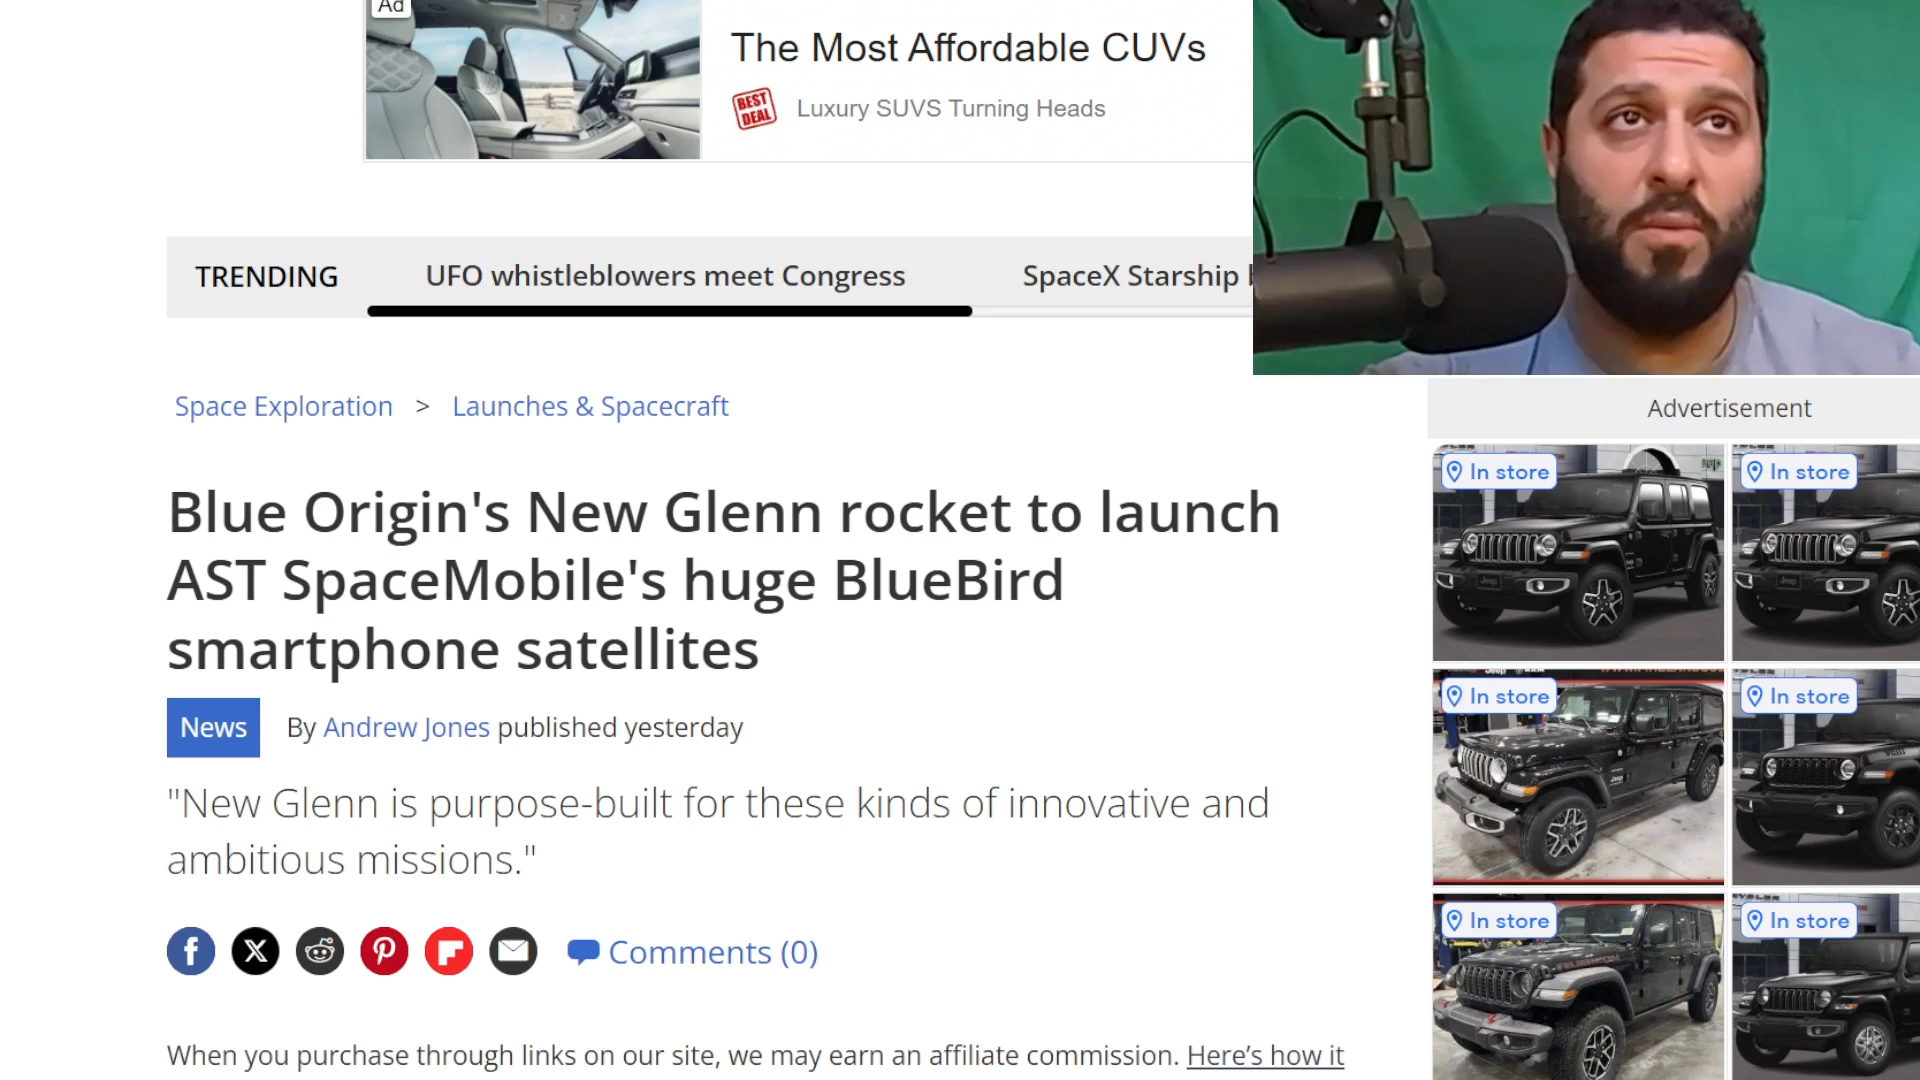 Ad
The Most Affordable CUVs
BEST
DEAL
Luxury SUVS Turning Heads
TRENDING
UFO whistleblowers meet Congress
SpaceX Starship
Space Exploration > Launches & Spacecraft
Advertisement
In store
In store
Blue Origin's New Glenn rocket to launch
AST SpaceMobile's huge BlueBird
smartphone satellites
In store
In store
News
By Andrew Jones published yesterday
"New Glenn is purpose-built for these kinds of innovative and
ambitious missions."
In store
In store
Comments (0)
When you purchase through links on our site, we may earn an affiliate commission. Here’s how it